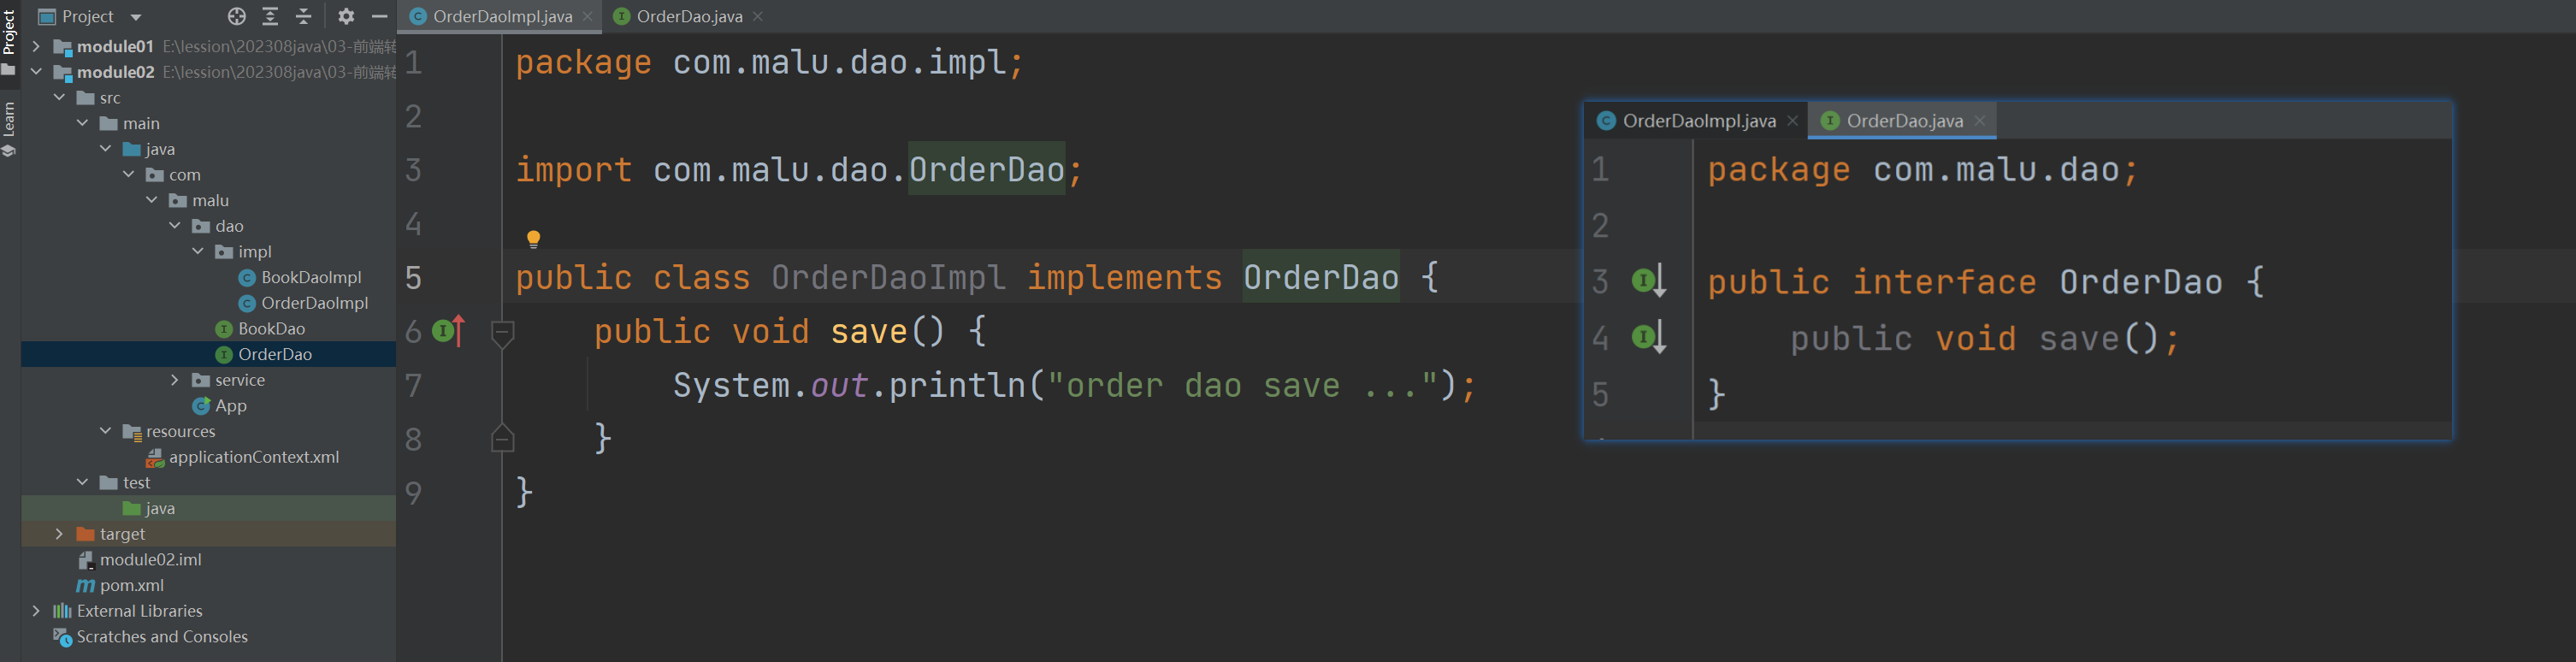 Project
Learn
Project
module01 E:\lession\202308java\03-前端转
module02 E:\lession\202308java\03-前端转
src
main
java
com
malu
dao
impl
BookDaoImpl
OrderDaoImpl
BookDao
OrderDao
service
App
resources
applicationContext.xml
test
java
target
module02.iml
pom.xml
External Libraries
Scratches and Consoles
OrderDaoImpl.java OrderDao.java
1 package com.malu.dao.impl;
2
3 import com.malu.dao.OrderDao;
4
5 public class OrderDaoImpl implements OrderDao {
6 public void save() {
7 System.out.println("order dao save ...");
8 }
9 }
OrderDaoImpl.java OrderDao.java
1 package com.malu.dao;
2
3 public interface OrderDao {
4 public void save();
5 }